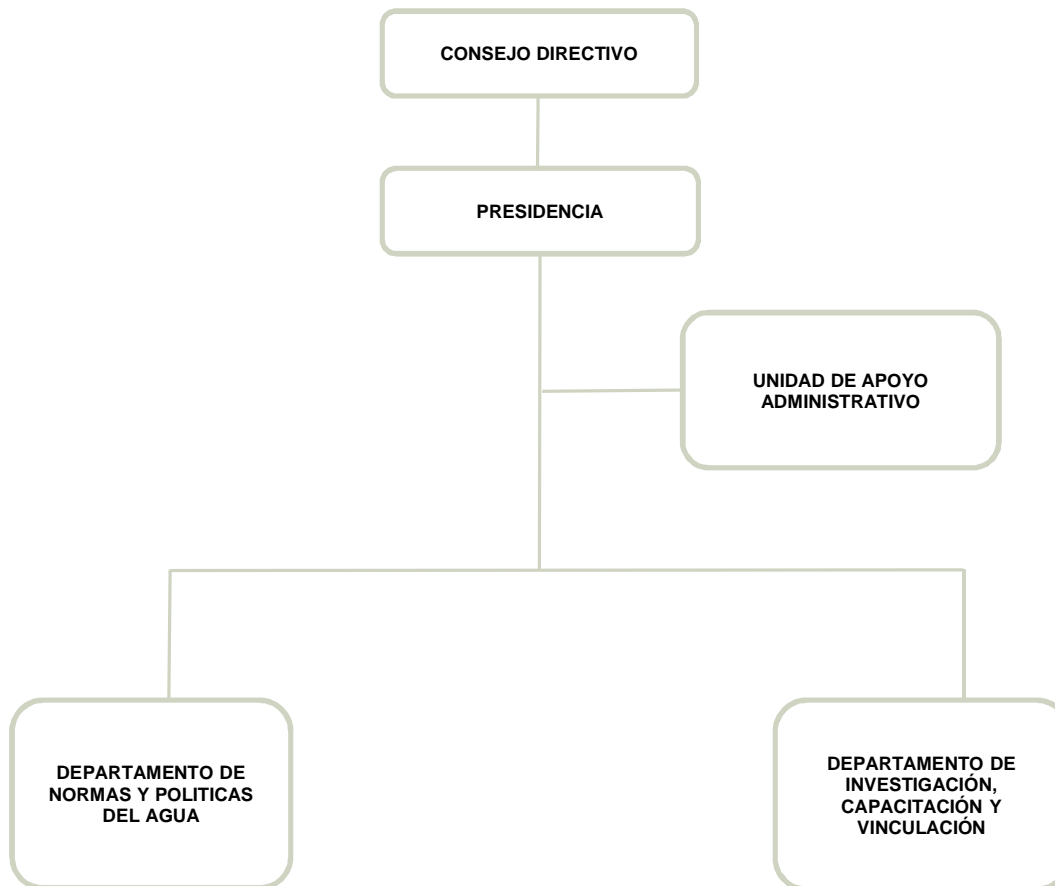 CONSEJO DIRECTIVO
PRESIDENCIA
UNIDAD DE APOYO
ADMINISTRATIVO
DEPARTAMENTO DE
NORMAS Y POLITICAS
DEL AGUA
DEPARTAMENTO DE
INVESTIGACIÓN,
CAPACITACIÓN Y
VINCULACIÓN